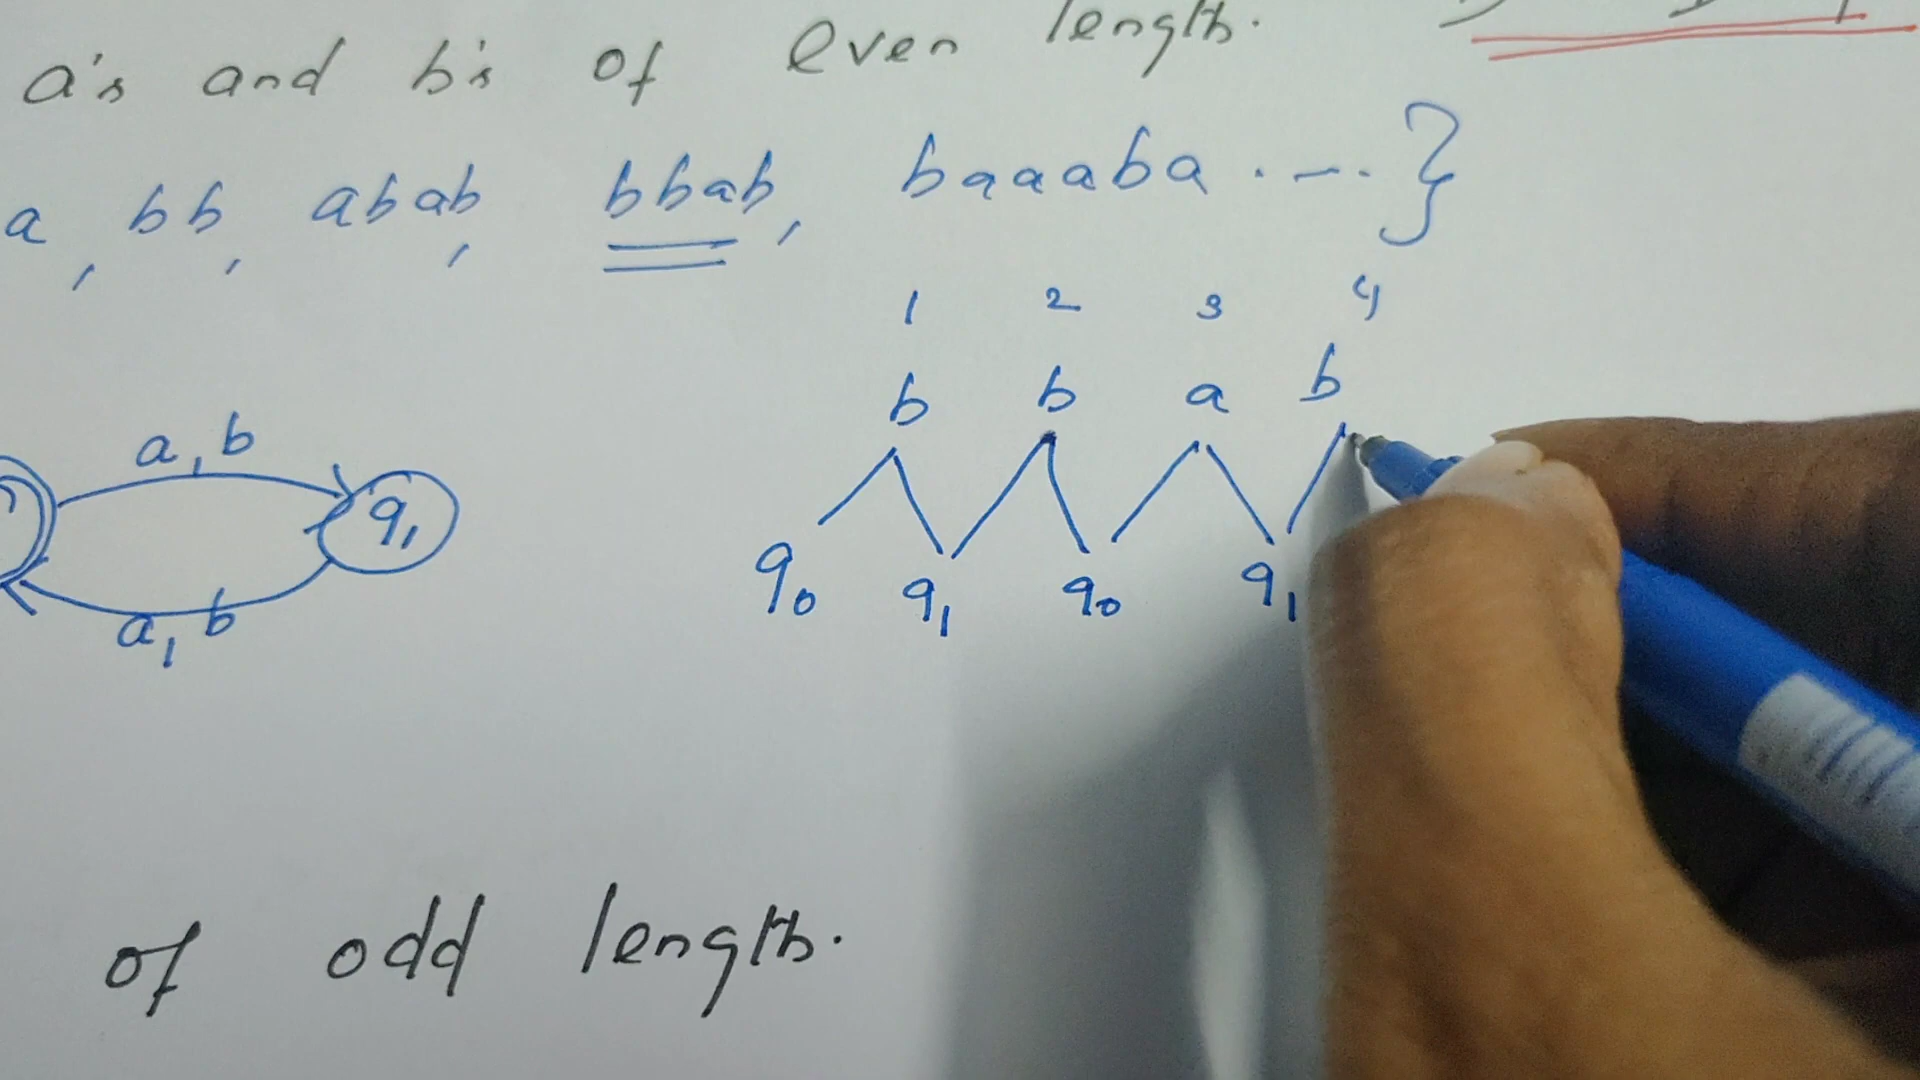 a's and b's of even length.
a, bb, abab, bbab, baaaba . - - . }
1 2 3 4
b b a b
a, b
q1
q0 q1 q0 q1
a, b
of odd length.